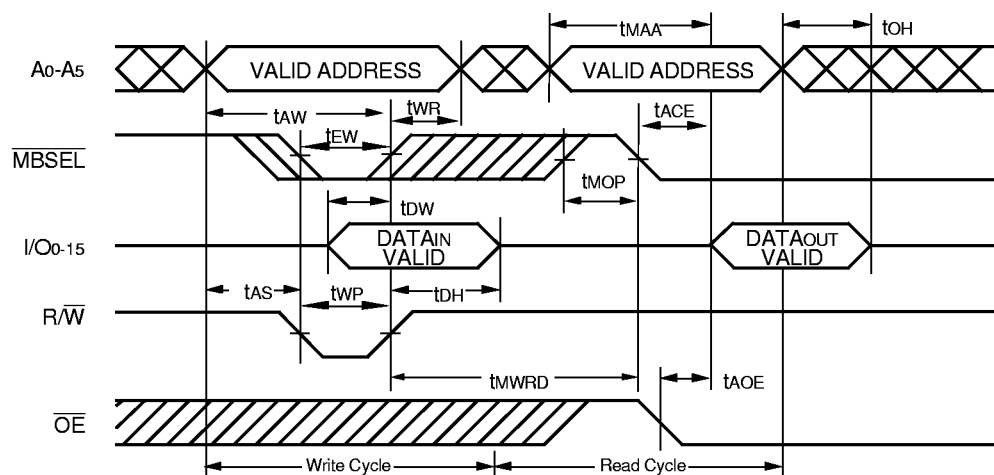 tMAA
tOH
A0-A5
VALID ADDRESS
VALID ADDRESS
tAW
tWR
tACE
tEW
MBSEL
tMOP
tDW
I/O0-15
DATAIN
VALID
DATAOUT
VALID
tAS
tWP
tDH
R/W
tMWRD
tAOE
OE
Write Cycle
Read Cycle